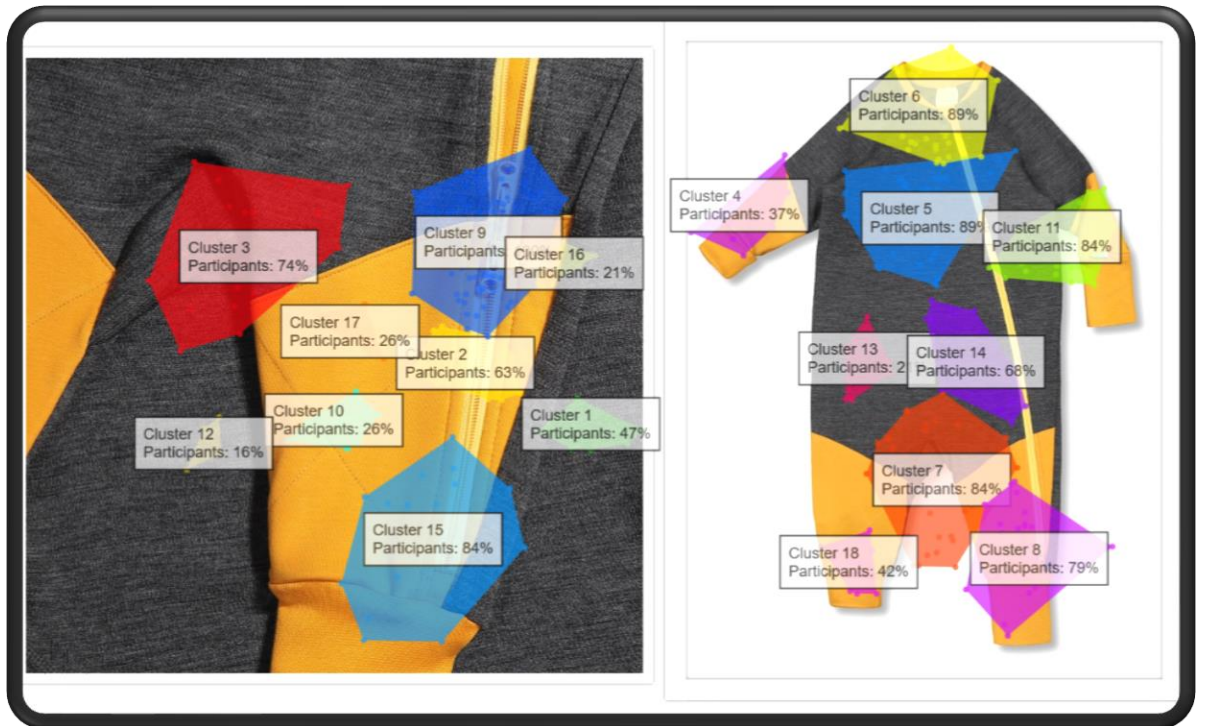 Cluster 3
Participants: 74%
Cluster 9
Participants
Cluster 16
Participants: 21%
Cluster 17
Participants: 26%
Cluster 2
Participants: 63%
Cluster 10
Participants: 26%
Cluster 1
Participants: 47%
Cluster 12
Participants: 16%
Cluster 15
Participants: 84%
Cluster 6
Participants: 89%
Cluster 4
Participants: 37%
Cluster 5
Participants: 89%
Cluster 11
Participants: 84%
Cluster 13
Participants: 2
Cluster 14
Participants: 68%
Cluster 7
Participants: 84%
Cluster 18
Participants: 42%
Cluster 8
Participants: 79%